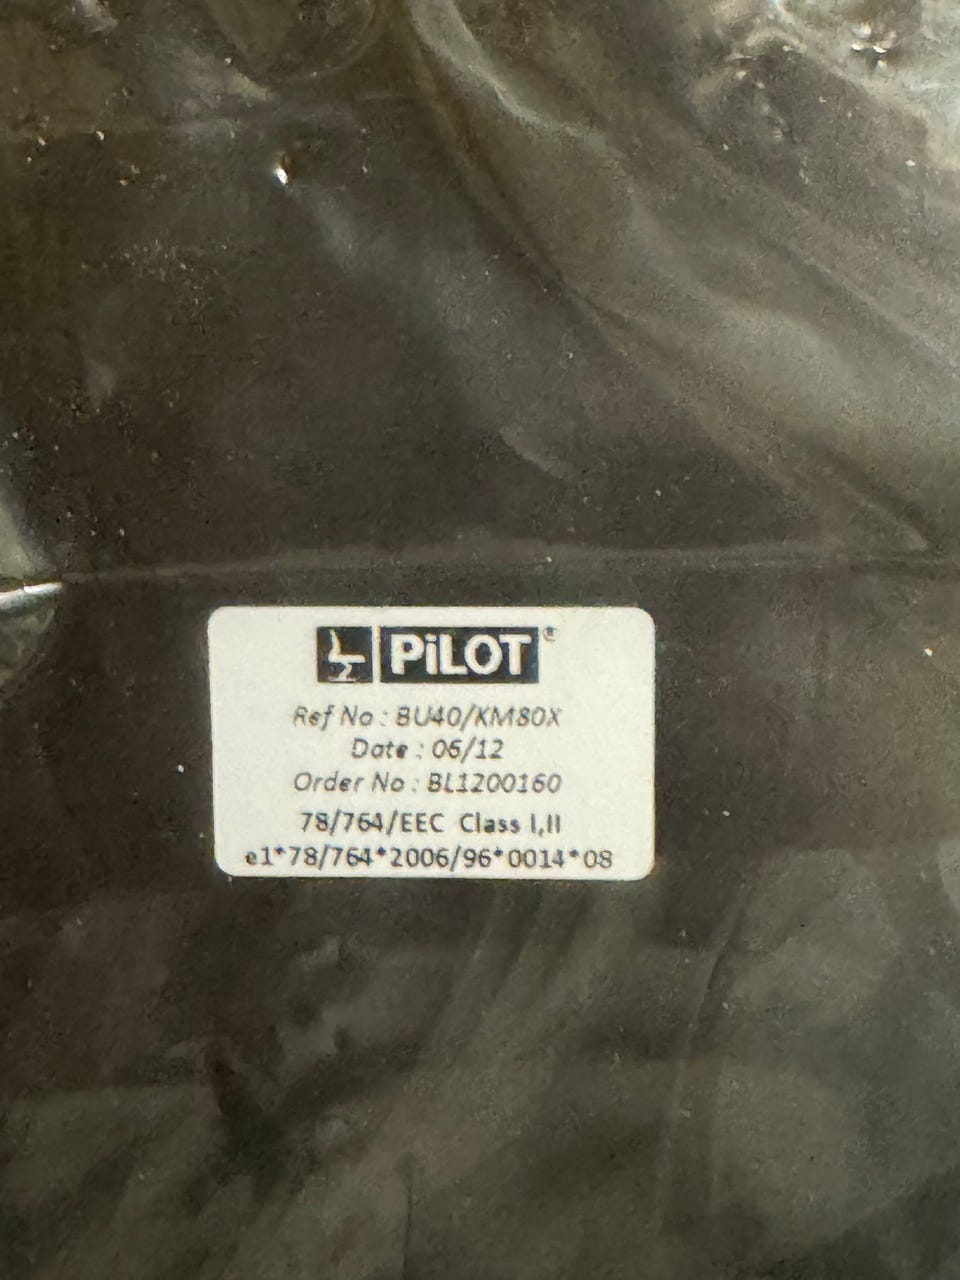 PiLOT®
Ref No : BU40/KM80X
Date : 06/12
Order No : BL1200160
78/764/EEC Class I,II
e1*78/764*2006/96*0014*08